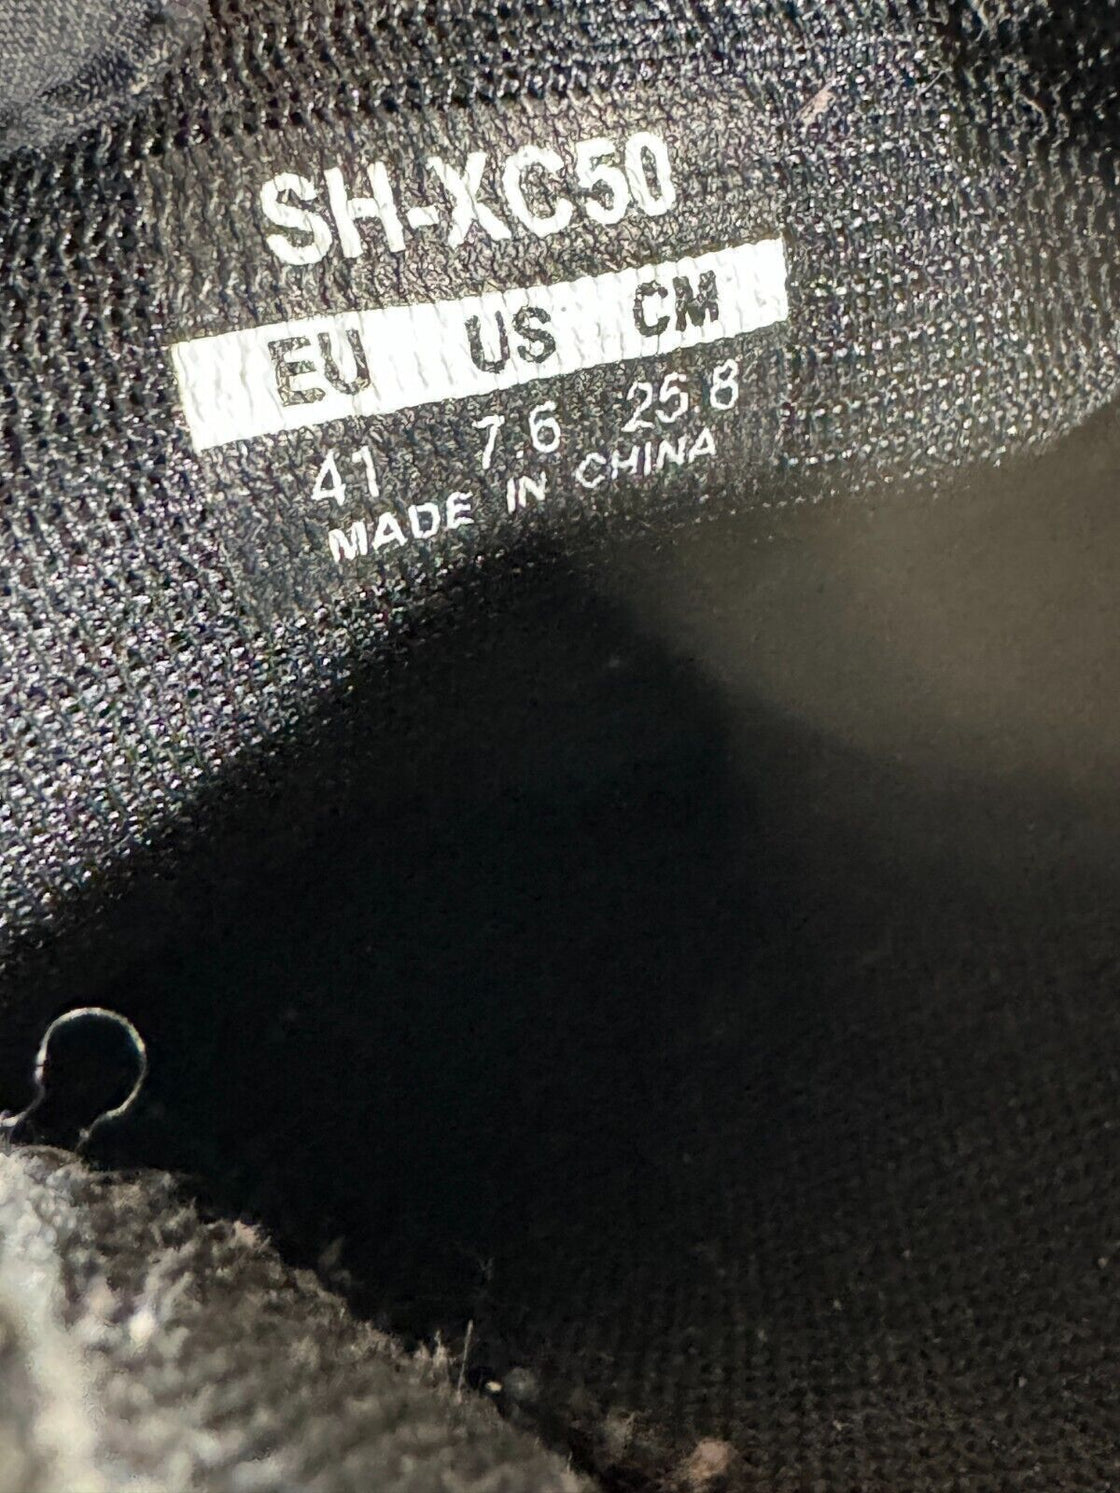 SH-XC50
EU US CM
41 7.6 25.8
MADE IN CHINA